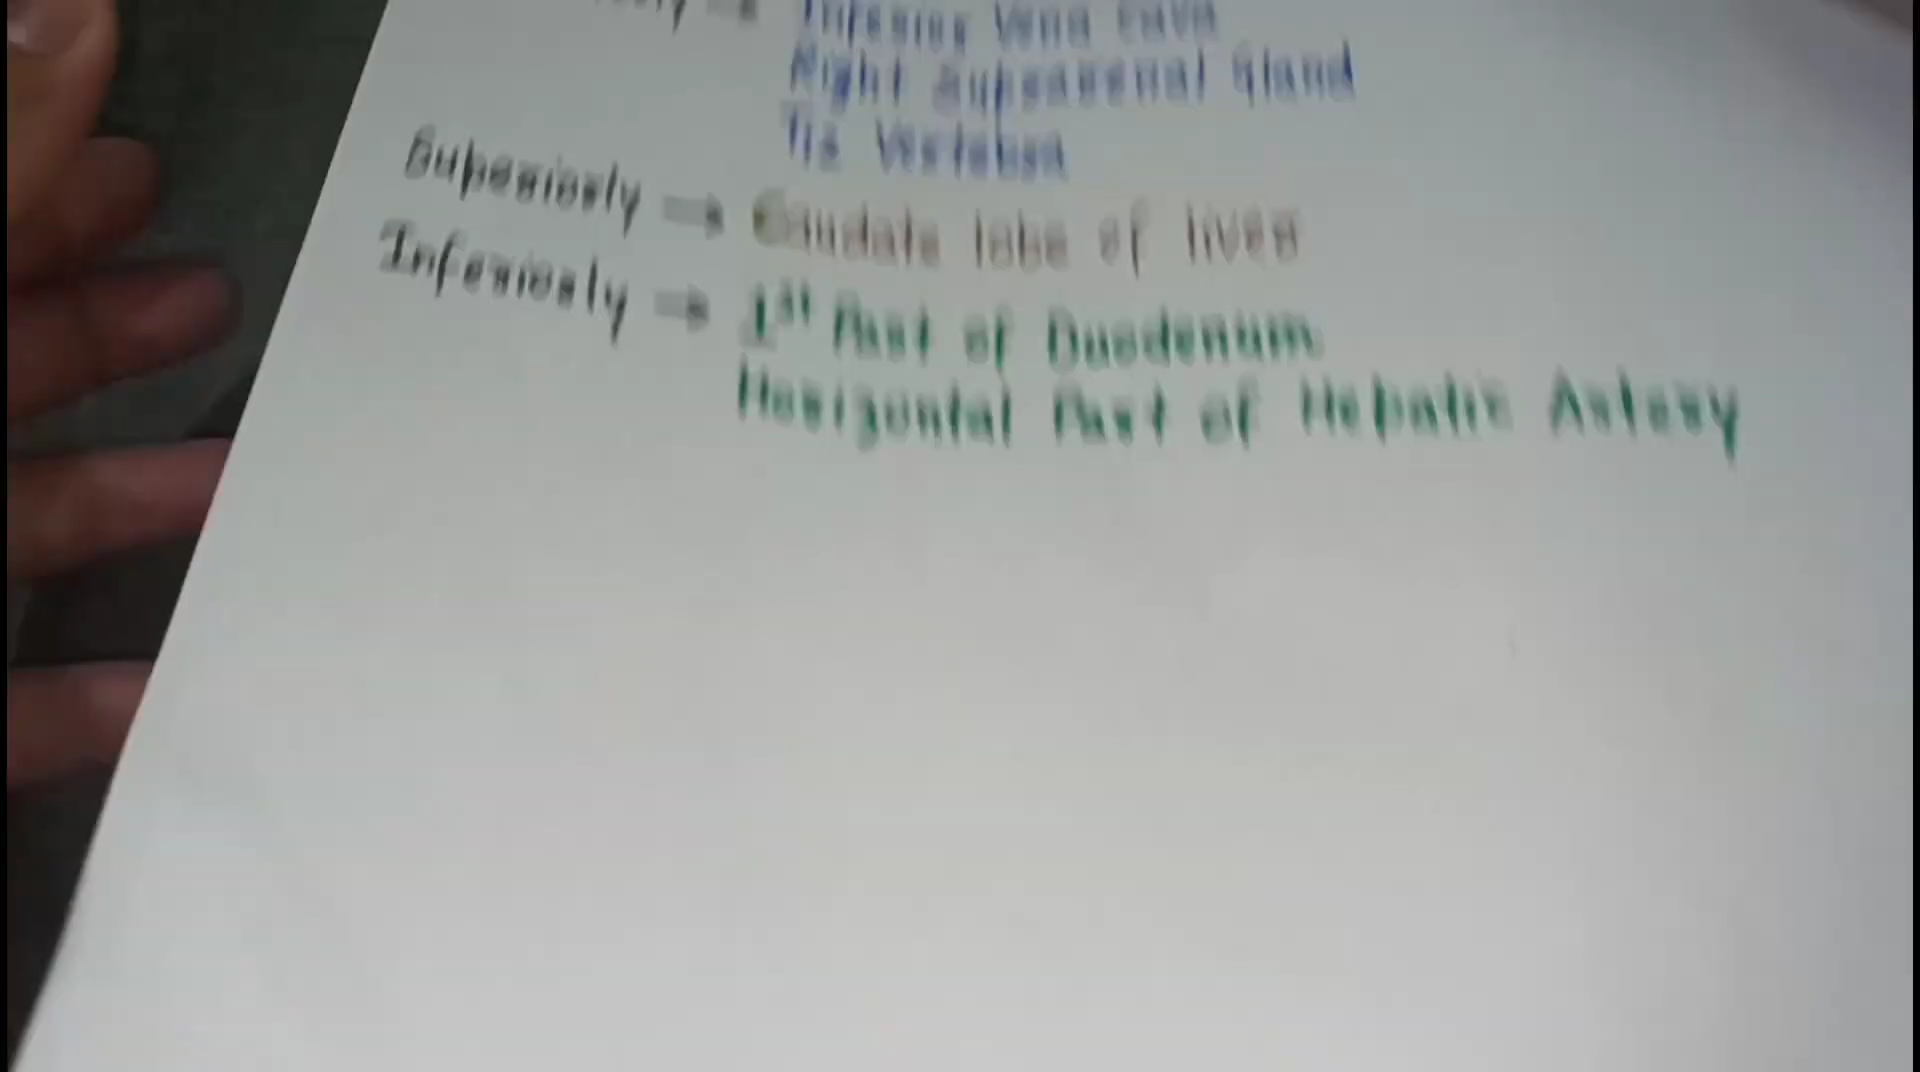 → Inferior Vena Cava
Right Suprarenal gland
T12 Vertebra
Superiorly → Caudate lobe of liver
Inferiorly → 1st Part of Duodenum
Horizontal Part of Hepatic Artery